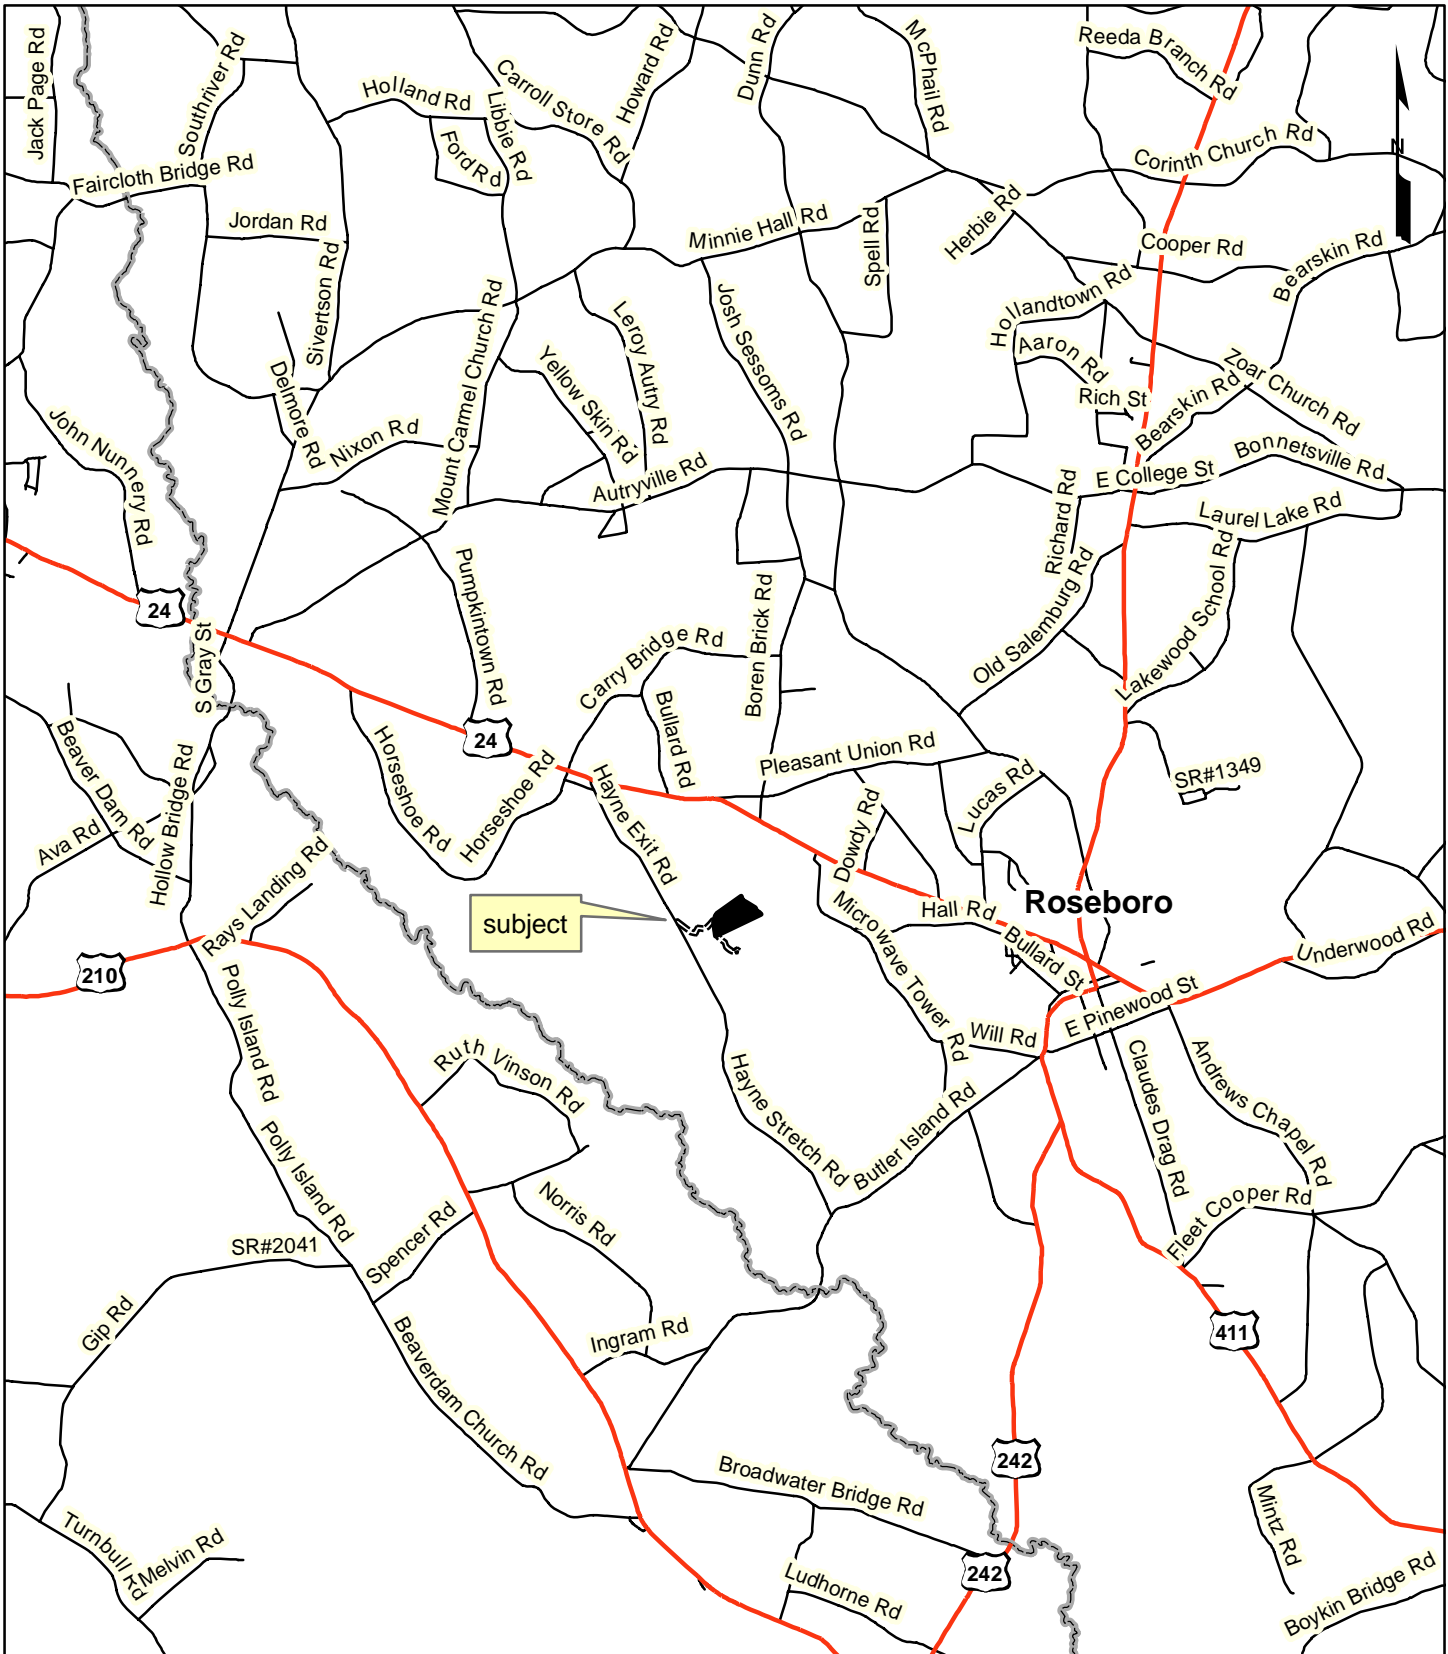 Jack Page Rd
Southriver Rd
Holland Rd
Carroll Store Rd
Howard Rd
Dunn Rd
McPhail Rd
Reeda Branch Rd
Libbie Rd
Ford Rd
Corinth Church Rd
N
Faircloth Bridge Rd
Jordan Rd
Sivertson Rd
Minnie Hall Rd
Spell Rd
Herbie Rd
Cooper Rd
Bearskin Rd
Hollandtown Rd
Mount Carmel Church Rd
Leroy Autry Rd
Josh Sessoms Rd
Yellow Skin Rd
Aaron Rd
Zoar Church Rd
Rich St
Bearskin Rd
Delmore Rd
Nixon Rd
John Nunnery Rd
Autryville Rd
E College St
Bonnetsville Rd
Richard Rd
Laurel Lake Rd
24
S Gray St
Pumpkintown Rd
Carry Bridge Rd
Boren Brick Rd
Old Salemburg Rd
Lakewood School Rd
Bullard Rd
Beaver Dam Rd
Hollow Bridge Rd
Horseshoe Rd
24
Horseshoe Rd
Hayne Exit Rd
Pleasant Union Rd
SR#1349
Lucas Rd
Dowdy Rd
Ava Rd
Rays Landing Rd
subject
Microwave Tower Rd
Hall Rd
Roseboro
Bullard St
Underwood Rd
210
Polly Island Rd
E Pinewood St
Will Rd
Ruth Vinson Rd
Hayne Stretch Rd
Butler Island Rd
Claudes Drag Rd
Andrews Chapel Rd
Polly Island Rd
Norris Rd
Spencer Rd
SR#2041
Fleet Cooper Rd
Gip Rd
Ingram Rd
411
Beaverdam Church Rd
242
Broadwater Bridge Rd
Mintz Rd
Turnbull Rd
Melvin Rd
242
Ludhorne Rd
Boykin Bridge Rd